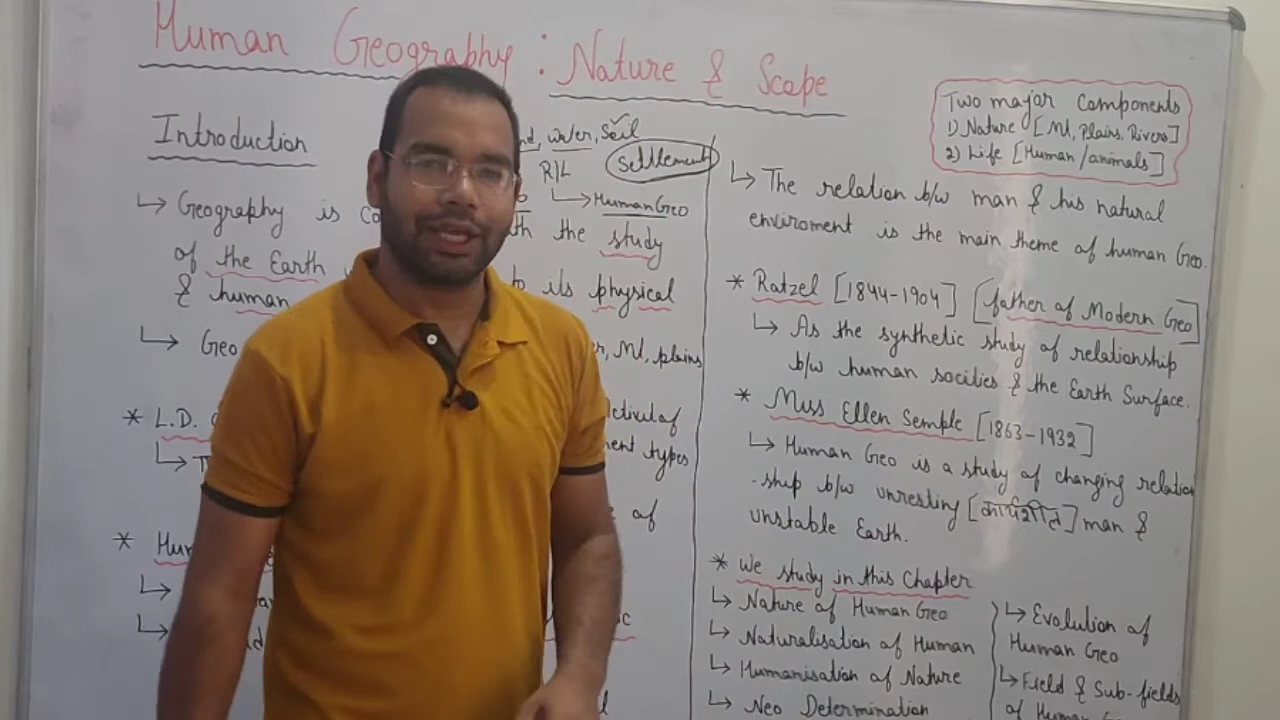 Human Geography : Nature & Scope
Introduction
nd, water, Soil
R/L
Settlement
Human Geo
Geography is co th the study
of the Earth to its physical
& human
Geo r, Mt, plains
* L.D.
ent types
of
* Hum
Two major Components
1) Nature [Mt, Plains, Rivers]
2) Life [Human/animals]
The relation b/w man & his natural
enviroment is the main theme of human Geo.
* Ratzel [1844-1904] [father of Modern Geo]
As the synthetic study of relationship
b/w human socities & the Earth Surface.
* Miss Ellen Semple [1863-1932]
Human Geo is a study of changing relation
-ship b/w unresting man &
unstable Earth.
* We study in this Chapter
Nature of Human Geo
Naturalisation of Human
Humanisation of Nature
Neo Determination
Evolution of
Human Geo
Field & Sub-fields
of Human